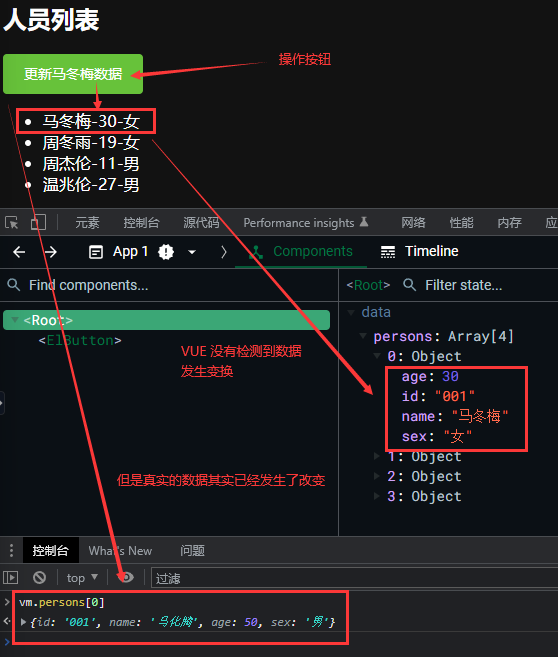 人员列表
操作按钮
更新马冬梅数据
马冬梅-30-女
周冬雨-19-女
周杰伦-11-男
温兆伦-27-男
元素 控制台 源代码 Performance insights 网络 性能 内存 应
App 1 Components Timeline
Find components... <Root> Filter state...
<Root>
<ElButton>
data
persons: Array[4]
0: Object
age: 30
id: "001"
name: "马冬梅"
sex: "女"
1: Object
2: Object
3: Object
VUE 没有检测到数据
发生变换
但是真实的数据其实已经发生了改变
控制台 What's New 问题
top 过滤
vm.persons[0]
{id: '001', name: '马化腾', age: 50, sex: '男'}